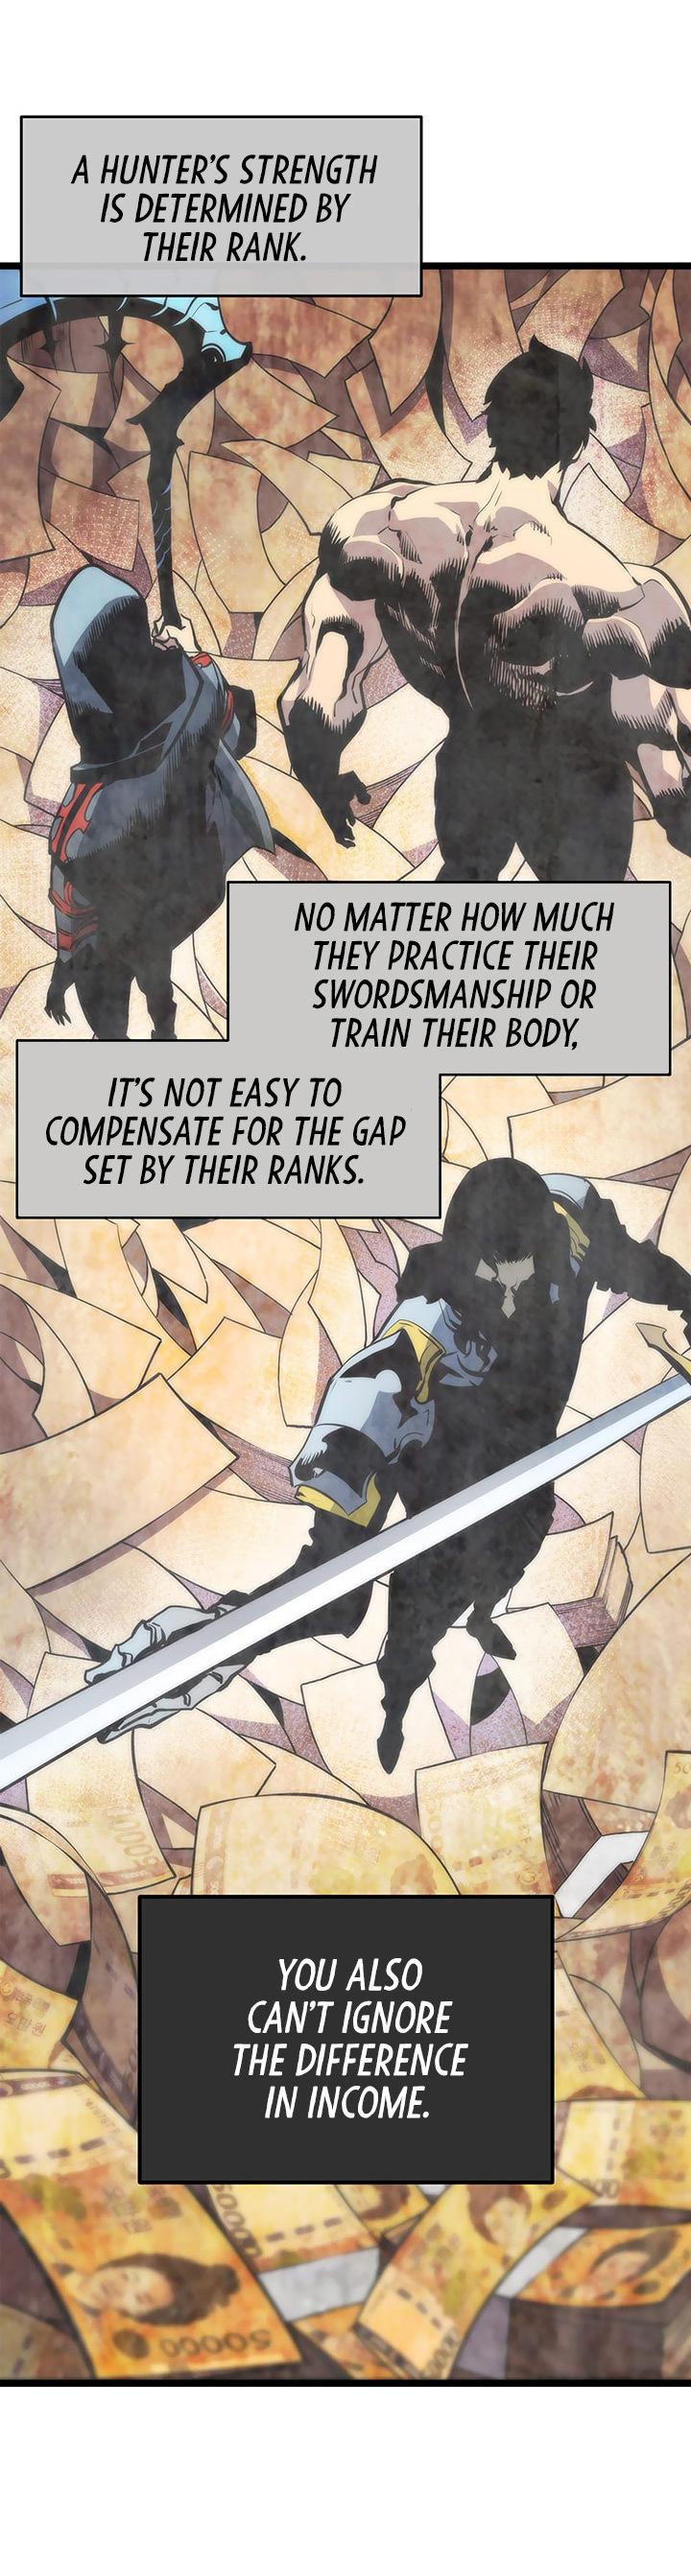 A HUNTER'S STRENGTH
IS DETERMINED BY
THEIR RANK.
NO MATTER HOW MUCH
THEY PRACTICE THEIR
SWORDSMANSHIP OR
TRAIN THEIR BODY,
IT'S NOT EASY TO
COMPENSATE FOR THE GAP
SET BY THEIR RANKS.
YOU ALSO
CAN'T IGNORE
THE DIFFERENCE
IN INCOME.
50000
50000